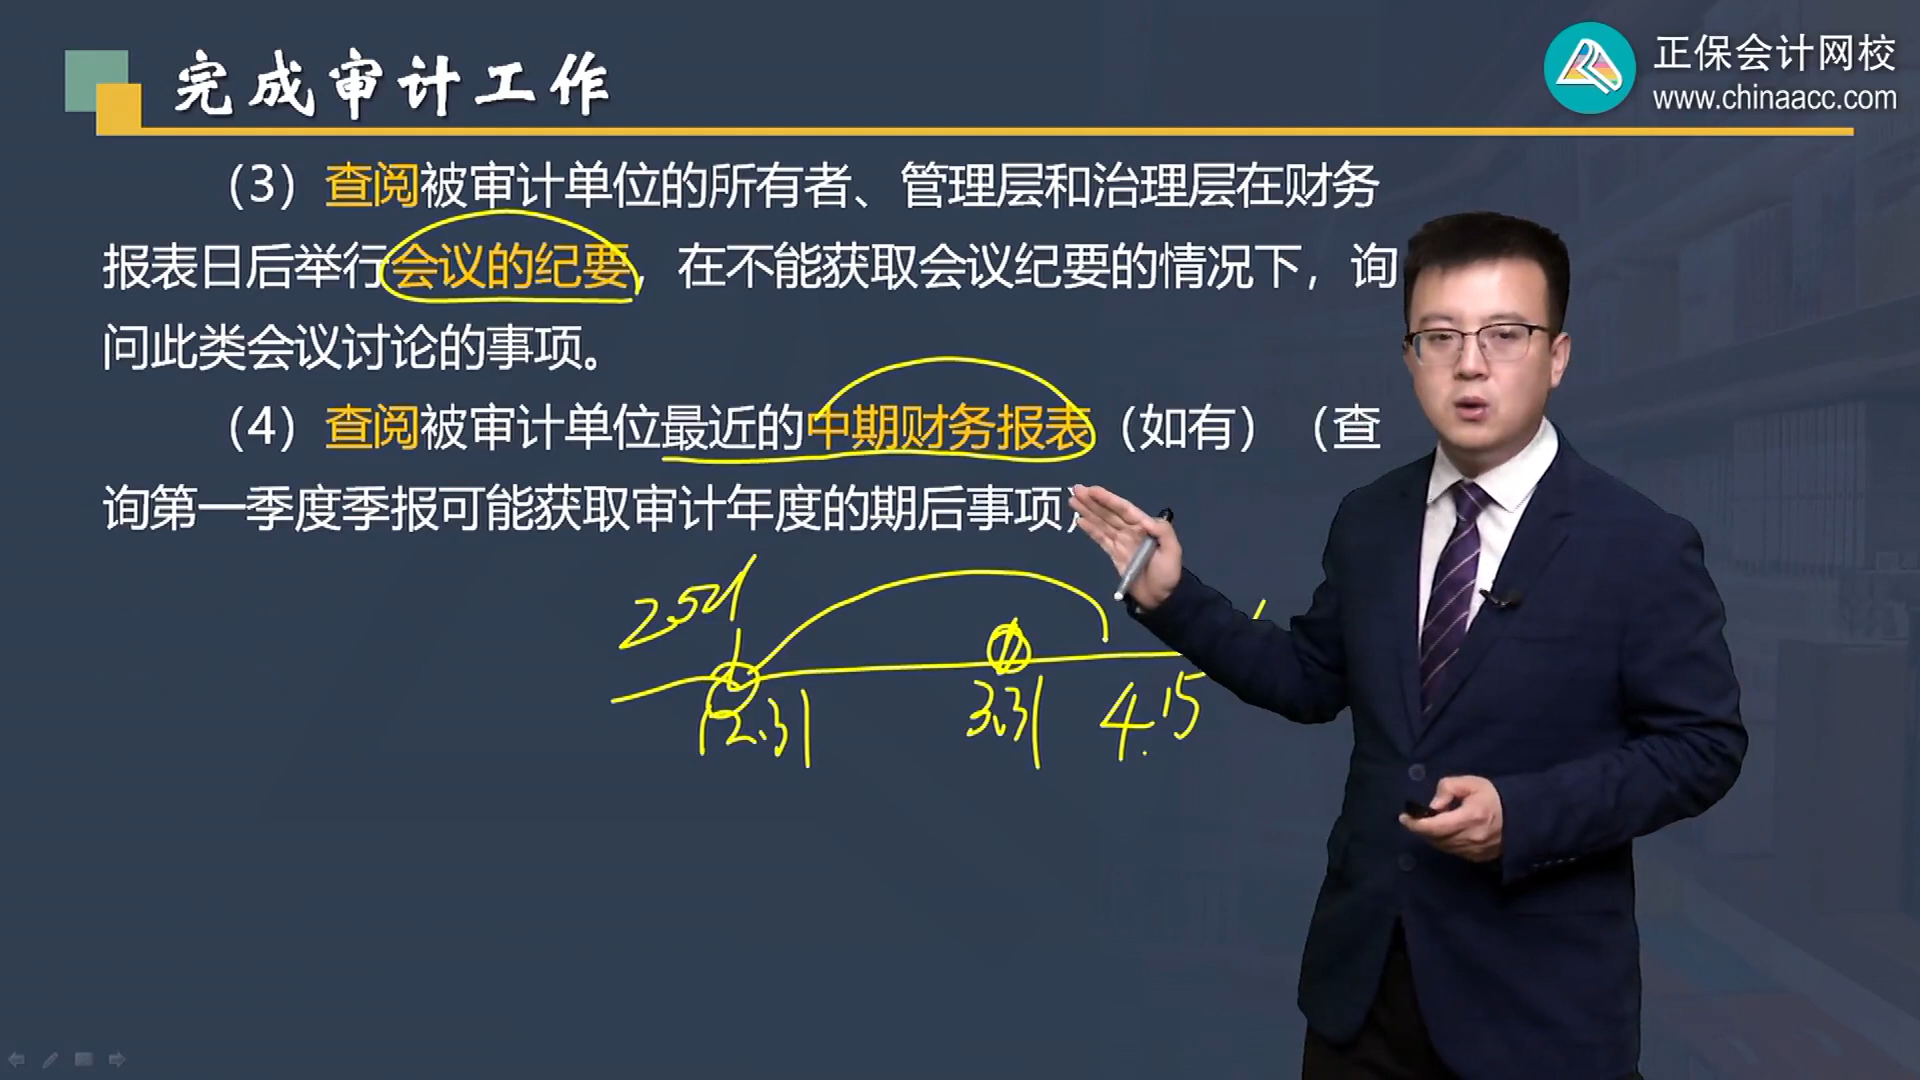 完成审计工作
正保会计网校
www.chinaacc.com
（3）查阅被审计单位的所有者、管理层和治理层在财务
报表日后举行会议的纪要，在不能获取会议纪要的情况下，询
问此类会议讨论的事项。
（4）查阅被审计单位最近的中期财务报表（如有）（查
询第一季度季报可能获取审计年度的期后事项）
12.31
3.31
4.15